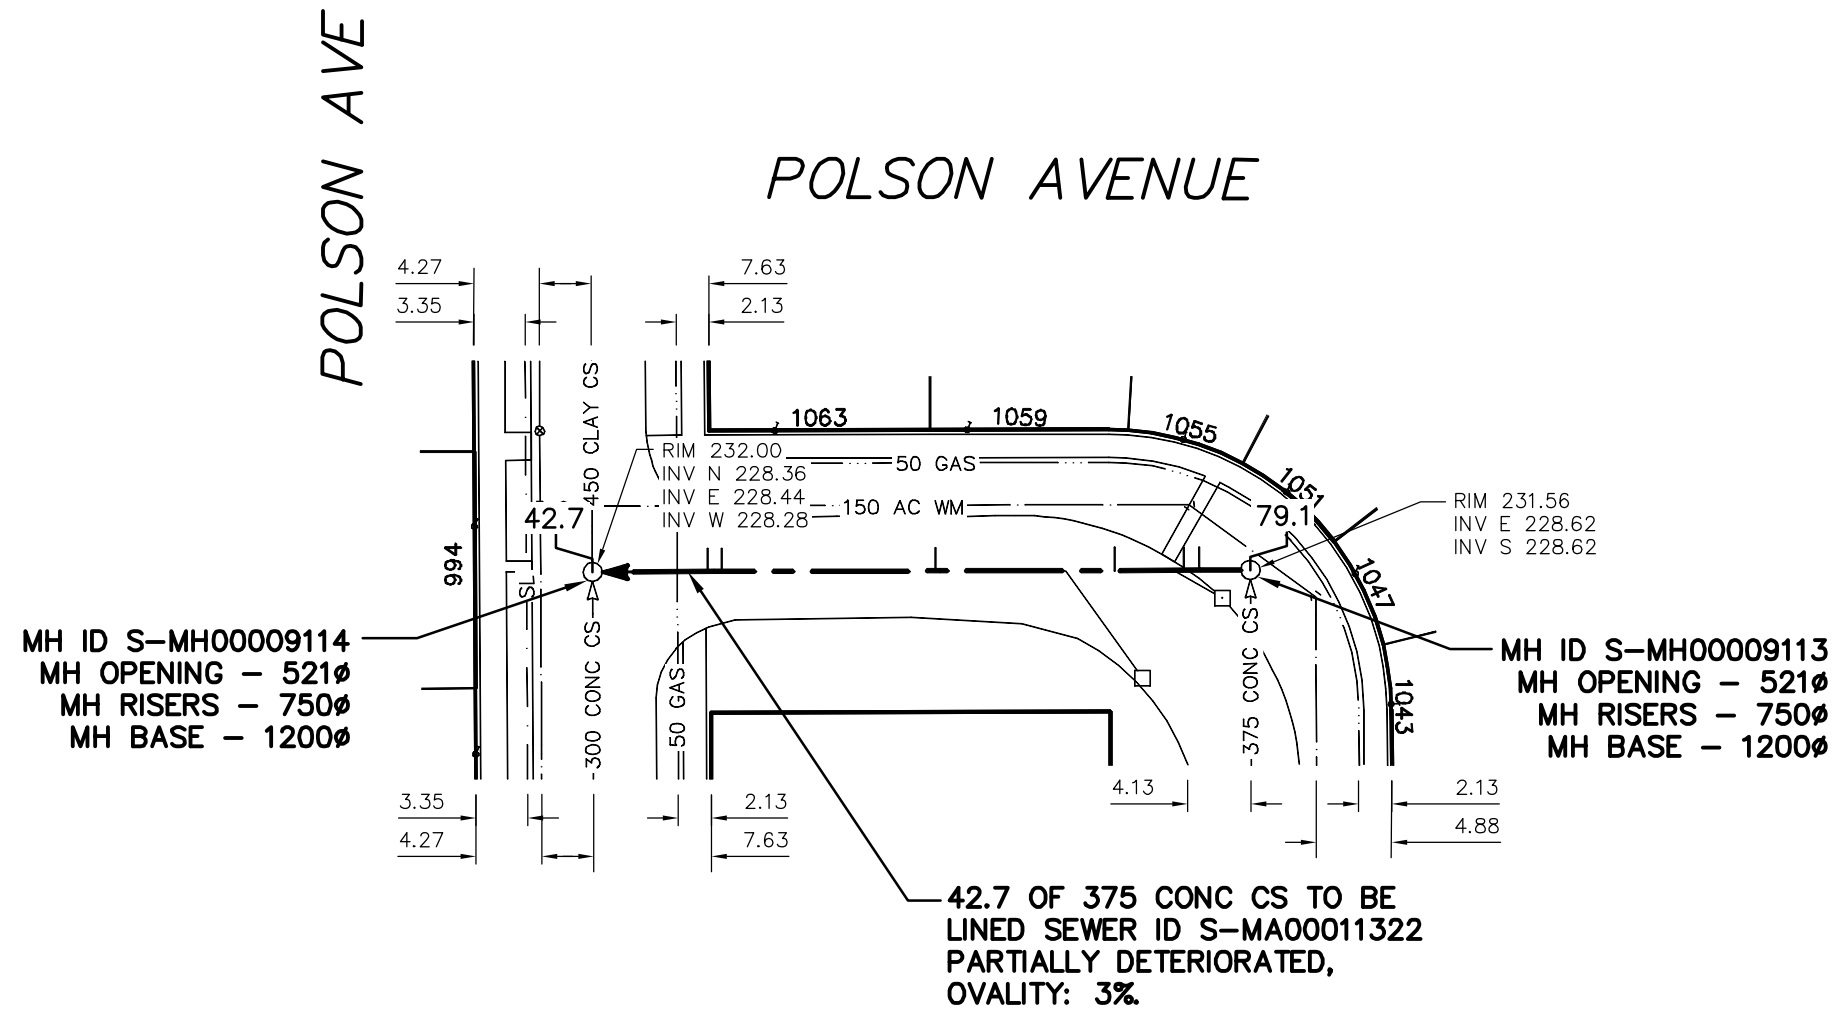 POLSON AVE
POLSON AVENUE
4.27
3.35
7.63
2.13
450 CLAY CS
1063
1059
1055
1051
1047
1043
RIM 232.00
INV N 228.36
INV E 228.44
INV W 228.28
50 GAS
150 AC WM
42.7
79.1
RIM 231.56
INV E 228.62
INV S 228.62
994
SL
MH ID S-MH00009114
MH OPENING - 521ø
MH RISERS - 750ø
MH BASE - 1200ø
300 CONC CS
50 GAS
375 CONC CS
MH ID S-MH00009113
MH OPENING - 521ø
MH RISERS - 750ø
MH BASE - 1200ø
3.35
4.27
2.13
7.63
4.13
2.13
4.88
42.7 OF 375 CONC CS TO BE
LINED SEWER ID S-MA00011322
PARTIALLY DETERIORATED,
OVALITY: 3%.